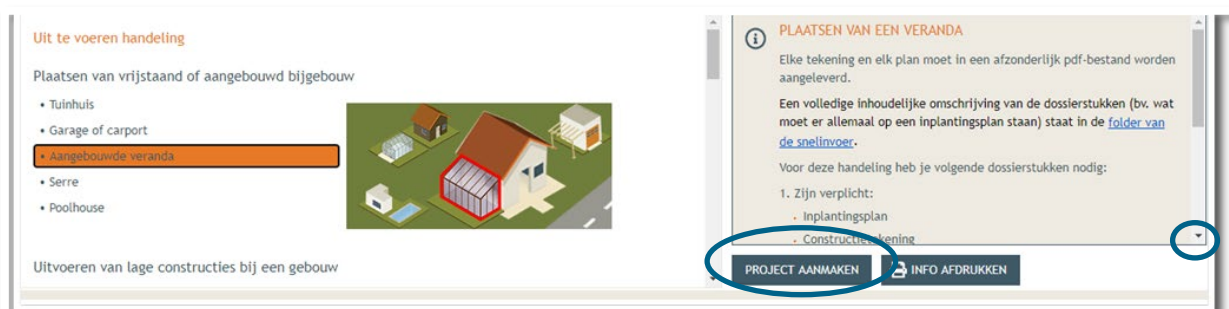 Uit te voeren handeling
Plaatsen van vrijstaand of aangebouwd bijgebouw
• Tuinhuis
• Garage of carport
• Aangebouwde veranda
• Serre
• Poolhouse
Uitvoeren van lage constructies bij een gebouw
PLAATSEN VAN EEN VERANDA
Elke tekening en elk plan moet in een afzonderlijk pdf-bestand worden
aangeleverd.
Een volledige inhoudelijke omschrijving van de dossierstukken (bv. wat
moet er allemaal op een inplantingsplan staan) staat in de folder van
de snelinvoer.
Voor deze handeling heb je volgende dossierstukken nodig:
1. Zijn verplicht:
• Inplantingsplan
• Constructietekening
PROJECT AANMAKEN
INFO AFDRUKKEN